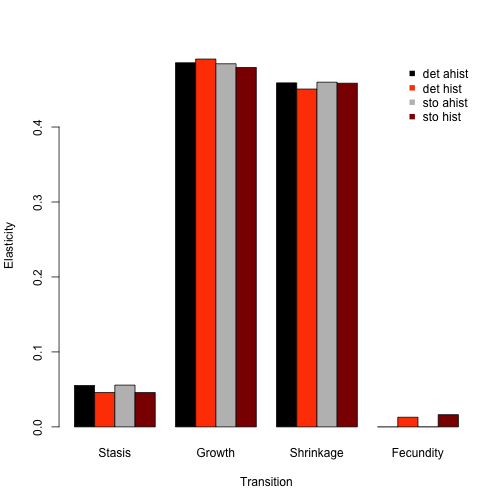 det ahist
det hist
sto ahist
sto hist
Elasticity
0.4
0.3
0.2
0.1
0.0
Stasis Growth Shrinkage Fecundity
Transition